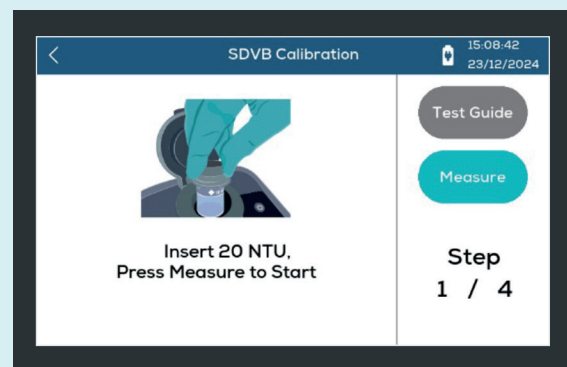 SDVB Calibration
15:08:42
23/12/2024
Test Guide
Measure
Insert 20 NTU,
Press Measure to Start
Step
1 / 4